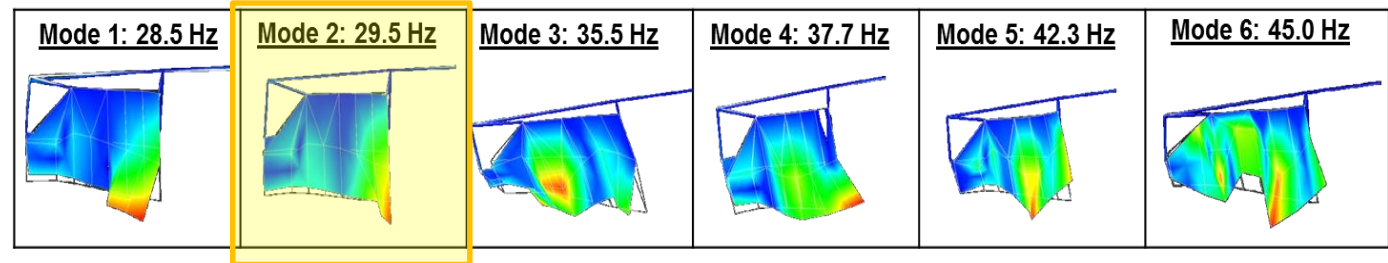 Mode 1: 28.5 Hz
Mode 2: 29.5 Hz
Mode 3: 35.5 Hz
Mode 4: 37.7 Hz
Mode 5: 42.3 Hz
Mode 6: 45.0 Hz